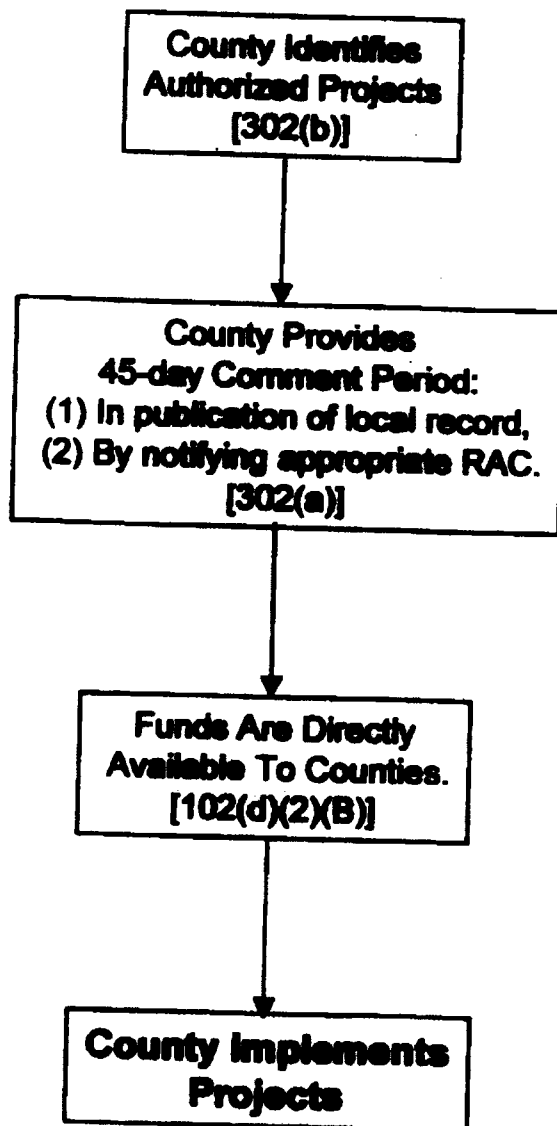 County Identifies
Authorized Projects
[302(b)]
County Provides
45-day Comment Period:
(1) In publication of local record,
(2) By notifying appropriate RAC.
[302(a)]
Funds Are Directly
Available To Counties.
[102(d)(2)(B)]
County Implements
Projects